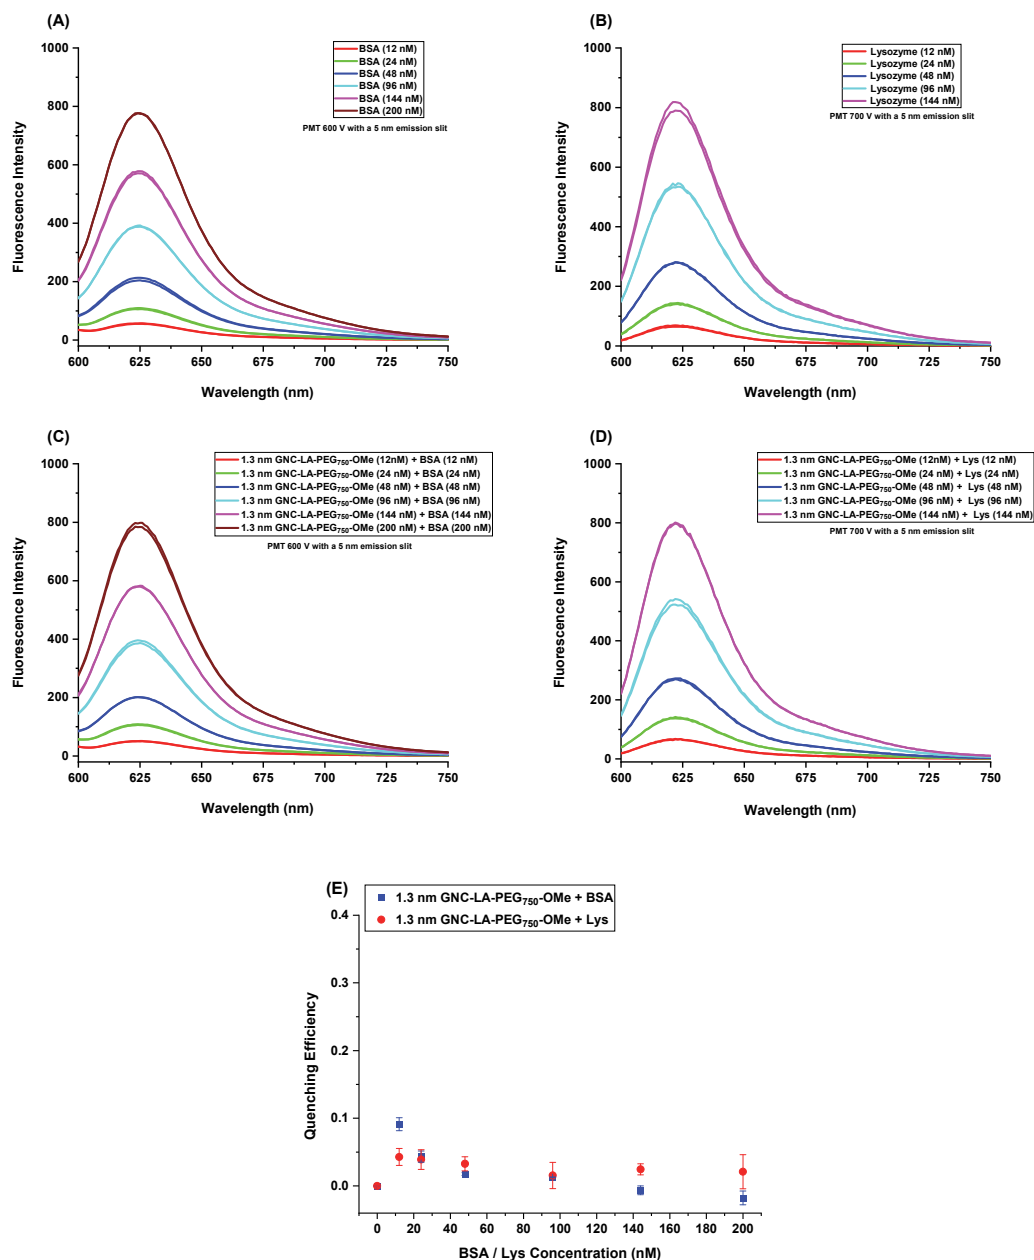 (A)
1000
800
600
400
200
0
BSA (12 nM)
BSA (24 nM)
BSA (48 nM)
BSA (96 nM)
BSA (144 nM)
BSA (200 nM)
PMT 600 V with a 5 nm emission slit
Fluorescence Intensity
600 625 650 675 700 725 750
Wavelength (nm)
(B)
1000
800
600
400
200
0
Lysozyme (12 nM)
Lysozyme (24 nM)
Lysozyme (48 nM)
Lysozyme (96 nM)
Lysozyme (144 nM)
PMT 700 V with a 5 nm emission slit
Fluorescence Intensity
600 625 650 675 700 725 750
Wavelength (nm)
(C)
1000
800
600
400
200
0
1.3 nm GNC-LA-PEG750-OMe (12nM) + BSA (12 nM)
1.3 nm GNC-LA-PEG750-OMe (24 nM) + BSA (24 nM)
1.3 nm GNC-LA-PEG750-OMe (48 nM) + BSA (48 nM)
1.3 nm GNC-LA-PEG750-OMe (96 nM) + BSA (96 nM)
1.3 nm GNC-LA-PEG750-OMe (144 nM) + BSA (144 nM)
1.3 nm GNC-LA-PEG750-OMe (200 nM) + BSA (200 nM)
PMT 600 V with a 5 nm emission slit
Fluorescence Intensity
600 625 650 675 700 725 750
Wavelength (nm)
(D)
1000
800
600
400
200
0
1.3 nm GNC-LA-PEG750-OMe (12nM) + Lys (12 nM)
1.3 nm GNC-LA-PEG750-OMe (24 nM) + Lys (24 nM)
1.3 nm GNC-LA-PEG750-OMe (48 nM) + Lys (48 nM)
1.3 nm GNC-LA-PEG750-OMe (96 nM) + Lys (96 nM)
1.3 nm GNC-LA-PEG750-OMe (144 nM) + Lys (144 nM)
PMT 700 V with a 5 nm emission slit
Fluorescence Intensity
600 625 650 675 700 725 750
Wavelength (nm)
(E)
1.3 nm GNC-LA-PEG750-OMe + BSA
1.3 nm GNC-LA-PEG750-OMe + Lys
0.4
0.3
0.2
0.1
0.0
Quenching Efficiency
0 20 40 60 80 100 120 140 160 180 200
BSA / Lys Concentration (nM)